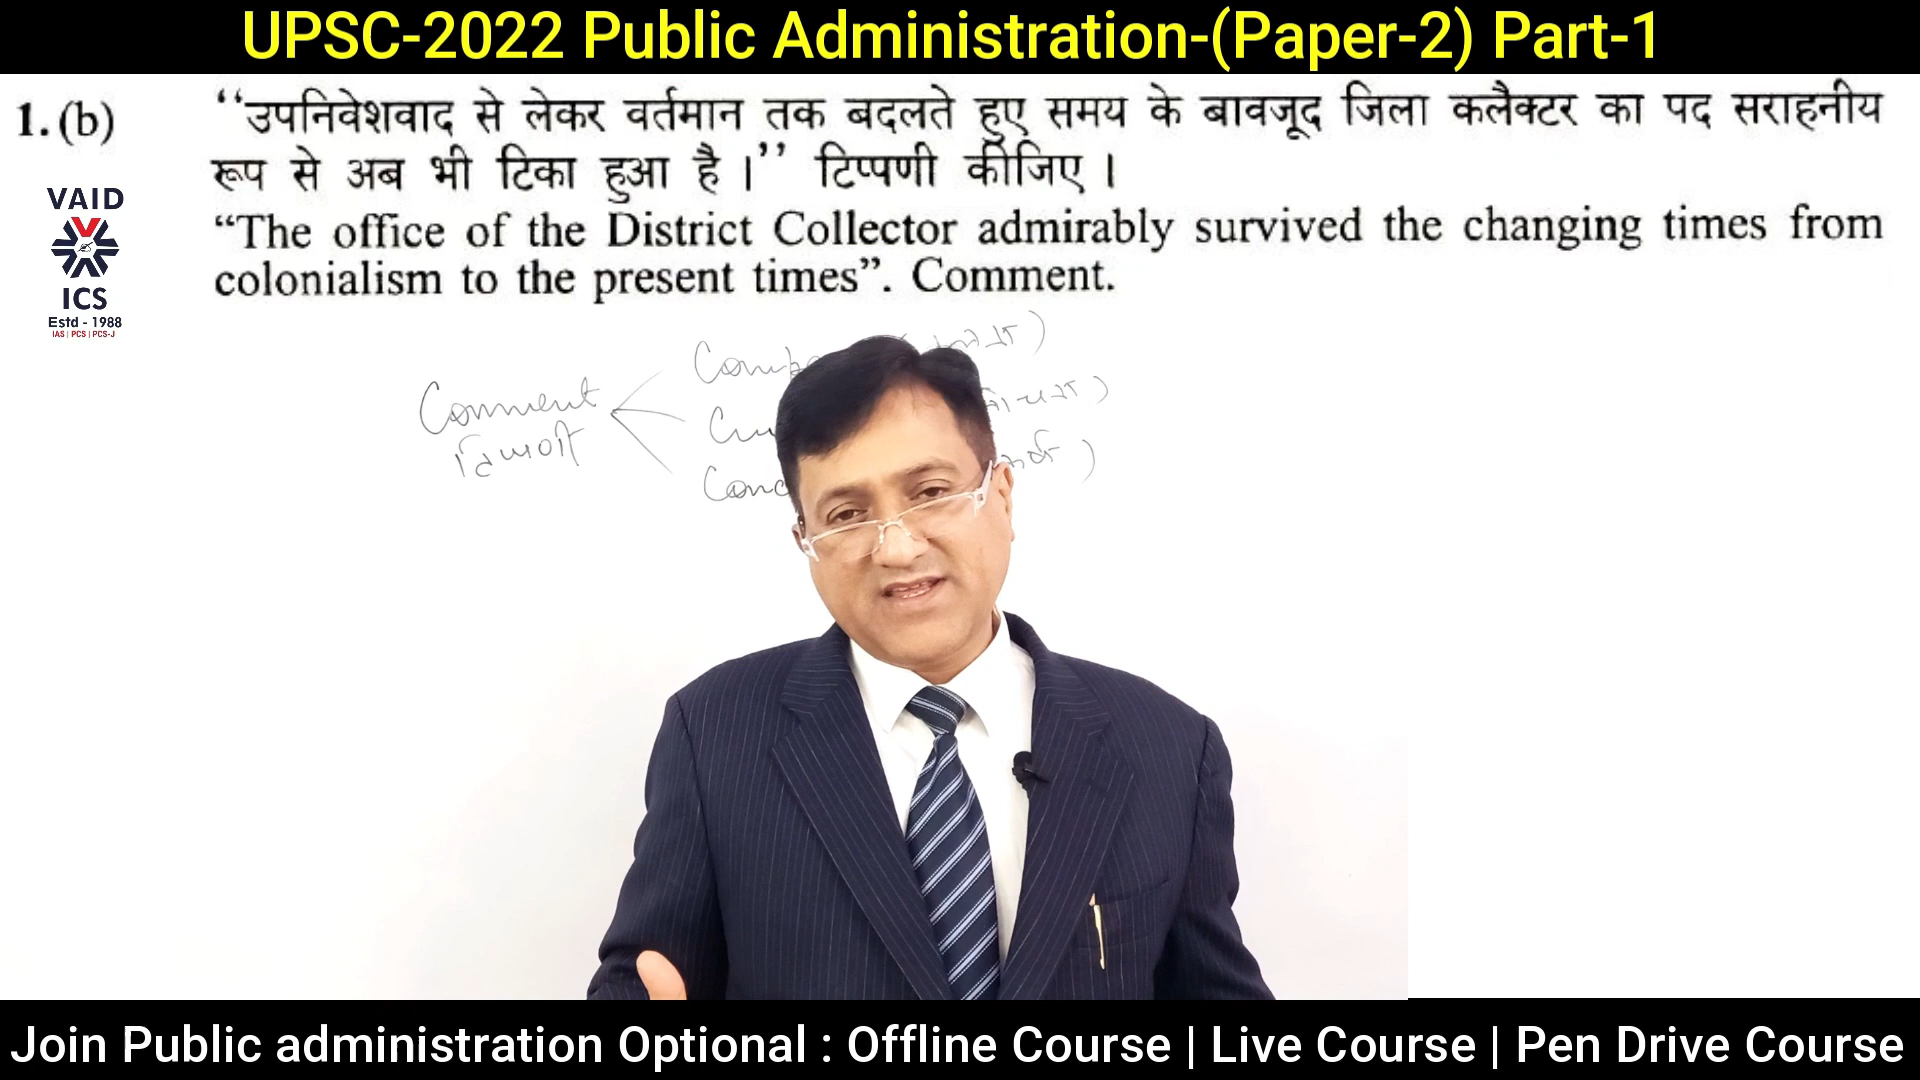 UPSC-2022 Public Administration-(Paper-2) Part-1
1. (b) ‘‘उपनिवेशवाद से लेकर वर्तमान तक बदलते हुए समय के बावजूद जिला कलैक्टर का पद सराहनीय
रूप से अब भी टिका हुआ है ।’’ टिप्पणी कीजिए ।
“The office of the District Collector admirably survived the changing times from
colonialism to the present times”. Comment.
VAID
ICS
Estd - 1988
IAS | PCS | PCS-J
Comment
Join Public administration Optional : Offline Course | Live Course | Pen Drive Course